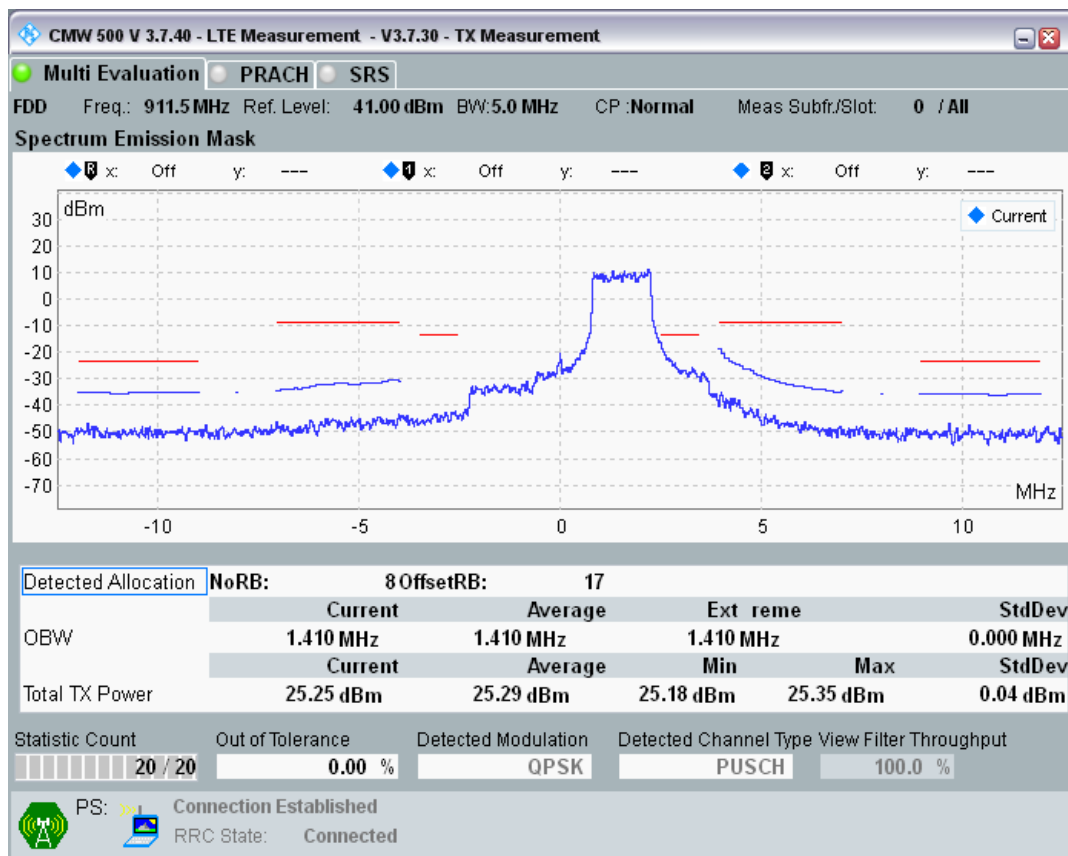 CMW 500 V 3.7.40 - LTE Measurement - V3.7.30 - TX Measurement
Multi Evaluation PRACH SRS
FDD Freq.: 911.5 MHz Ref. Level: 41.00 dBm BW:5.0 MHz CP :Normal Meas Subfr./Slot: 0 / All
Spectrum Emission Mask
R x: Off y: --- 1 x: Off y: --- 2 x: Off y: ---
dBm
Current
30
20
10
0
-10
-20
-30
-40
-50
-60
-70
MHz
-10 -5 0 5 10
Detected Allocation NoRB: 8 OffsetRB: 17
Current Average Ext reme StdDev
OBW 1.410 MHz 1.410 MHz 1.410 MHz 0.000 MHz
Current Average Min Max StdDev
Total TX Power 25.25 dBm 25.29 dBm 25.18 dBm 25.35 dBm 0.04 dBm
Statistic Count Out of Tolerance Detected Modulation Detected Channel Type View Filter Throughput
20 / 20 0.00 % QPSK PUSCH 100.0 %
PS: Connection Established
RRC State: Connected